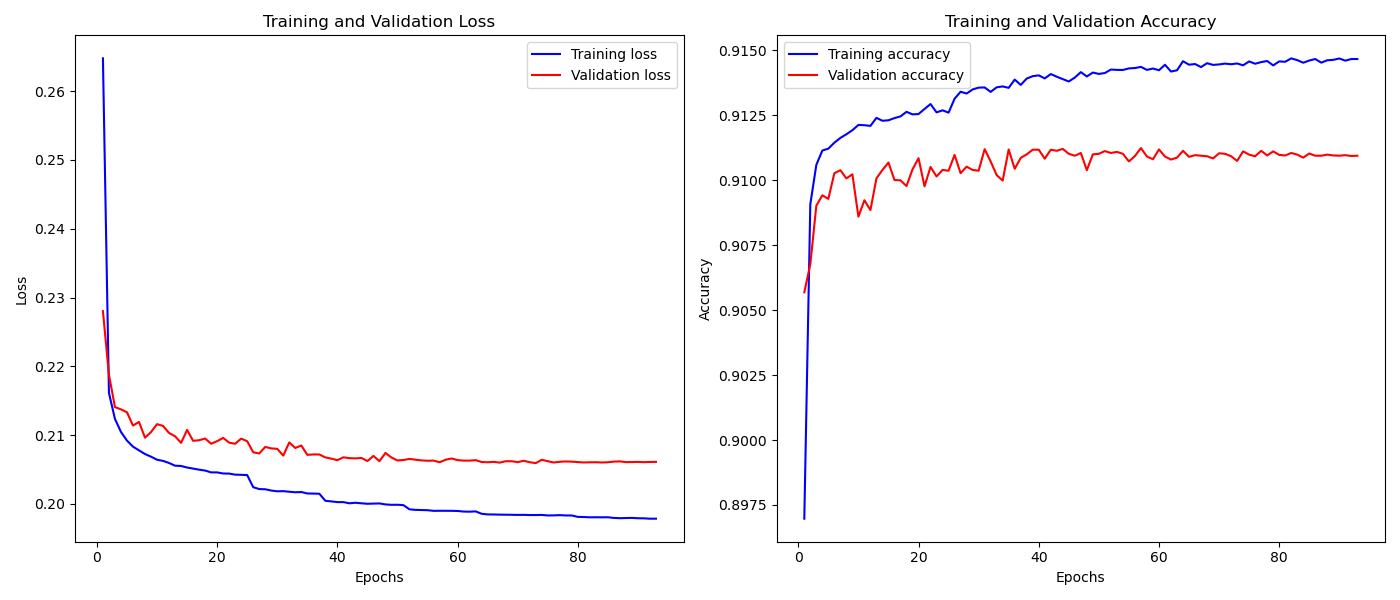 Training and Validation Loss
Training loss
Validation loss
0.26
0.25
0.24
0.23
0.22
0.21
0.20
Loss
0
20
40
60
80
Epochs
Training and Validation Accuracy
Training accuracy
Validation accuracy
0.9150
0.9125
0.9100
0.9075
0.9050
0.9025
0.9000
0.8975
Accuracy
0
20
40
60
80
Epochs